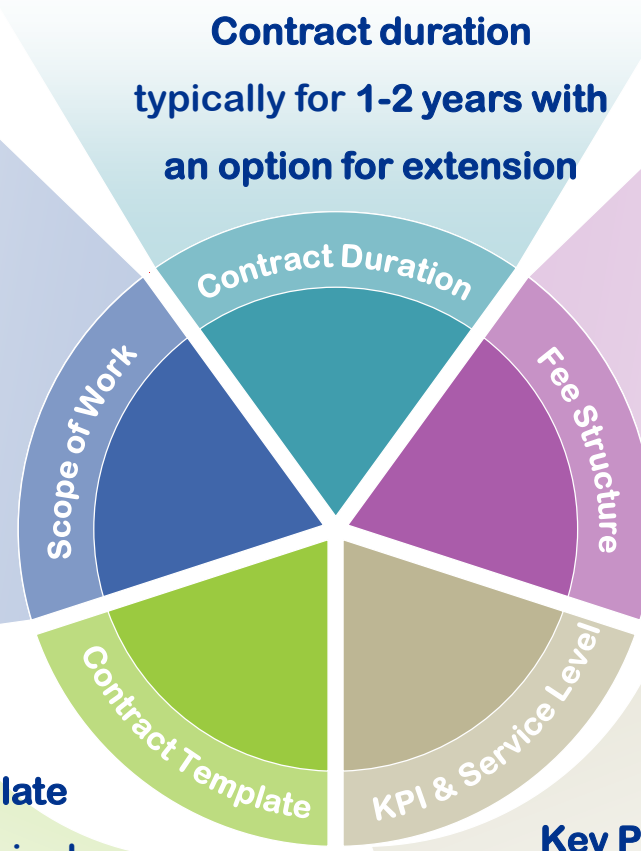 Contract duration
typically for 1-2 years with
an option for extension
Contract Duration
Scope of Work
Fee Structure
Contract Template
KPI & Service Level
late
Key P